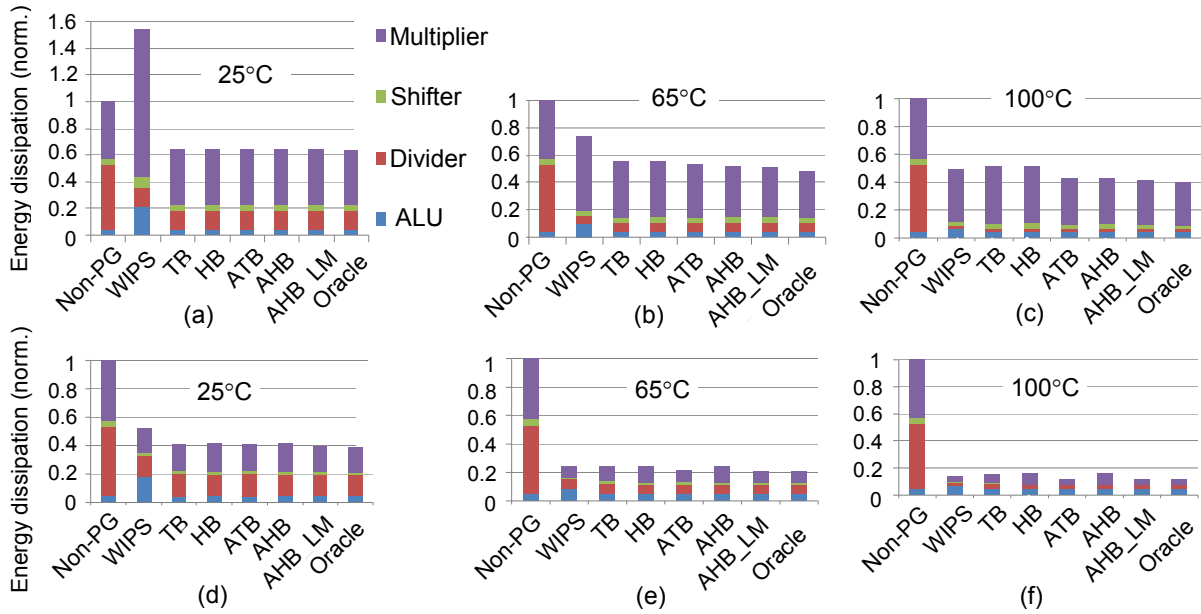 Energy dissipation (norm.)
1.6
1.4
1.2
1
0.8
0.6
0.4
0.2
0
25°C
Non-PG
WIPS
TB
HB
ATB
AHB
AHB_LM
Oracle
(a)
Multiplier
Shifter
Divider
ALU
1
0.8
0.6
0.4
0.2
0
65°C
Non-PG
WIPS
TB
HB
ATB
AHB
AHB_LM
Oracle
(b)
1
0.8
0.6
0.4
0.2
0
100°C
Non-PG
WIPS
TB
HB
ATB
AHB
AHB_LM
Oracle
(c)
Energy dissipation (norm.)
1
0.8
0.6
0.4
0.2
0
25°C
Non-PG
WIPS
TB
HB
ATB
AHB
AHB_LM
Oracle
(d)
1
0.8
0.6
0.4
0.2
0
65°C
Non-PG
WIPS
TB
HB
ATB
AHB
AHB_LM
Oracle
(e)
1
0.8
0.6
0.4
0.2
0
100°C
Non-PG
WIPS
TB
HB
ATB
AHB
AHB_LM
Oracle
(f)